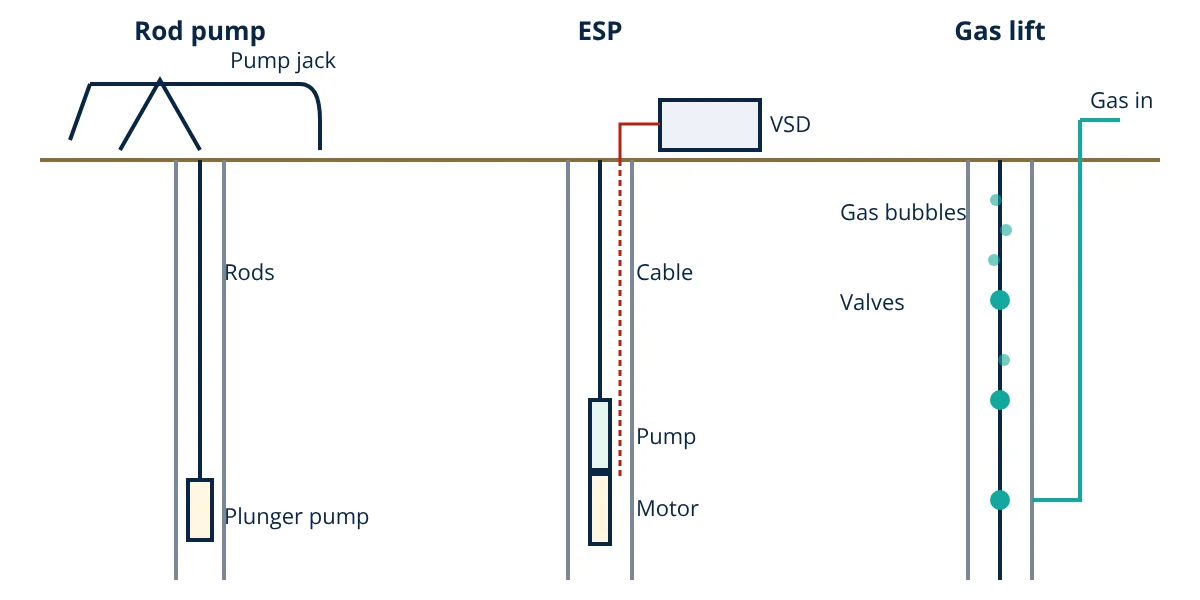 Rod pump
Pump jack
Rods
Plunger pump
ESP
VSD
Cable
Pump
Motor
Gas lift
Gas in
Gas bubbles
Valves